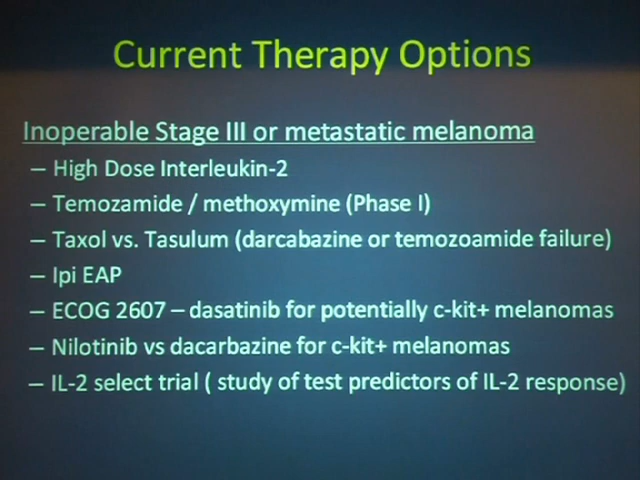 Current Therapy Options
Inoperable Stage III or metastatic melanoma
– High Dose Interleukin-2
– Temozamide / methoxymine (Phase I)
– Taxol vs. Tasulum (darcabazine or temozoamide failure)
– Ipi EAP
– ECOG 2607 – dasatinib for potentially c-kit+ melanomas
– Nilotinib vs dacarbazine for c-kit+ melanomas
– IL-2 select trial ( study of test predictors of IL-2 response)